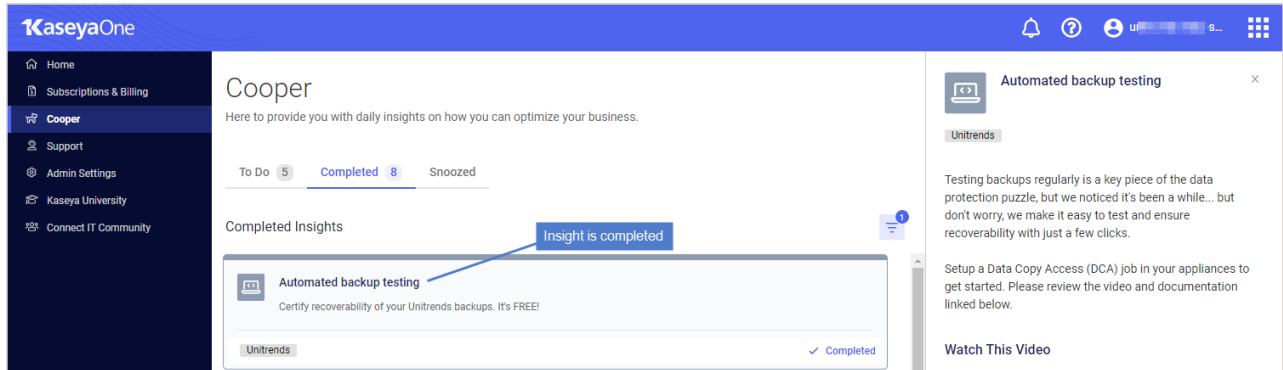 KaseyaOne
Home
Subscriptions & Billing
Cooper
Support
Admin Settings
Kaseya University
Connect IT Community
Cooper
Here to provide you with daily insights on how you can optimize your business.
To Do 5 Completed 8 Snoozed
Completed Insights
1
Insight is completed
Automated backup testing
Certify recoverability of your Unitrends backups. It's FREE!
Unitrends
Completed
Automated backup testing
Unitrends
Testing backups regularly is a key piece of the data
protection puzzle, but we noticed it's been a while... but
don't worry, we make it easy to test and ensure
recoverability with just a few clicks.
Setup a Data Copy Access (DCA) job in your appliances to
get started. Please review the video and documentation
linked below.
Watch This Video